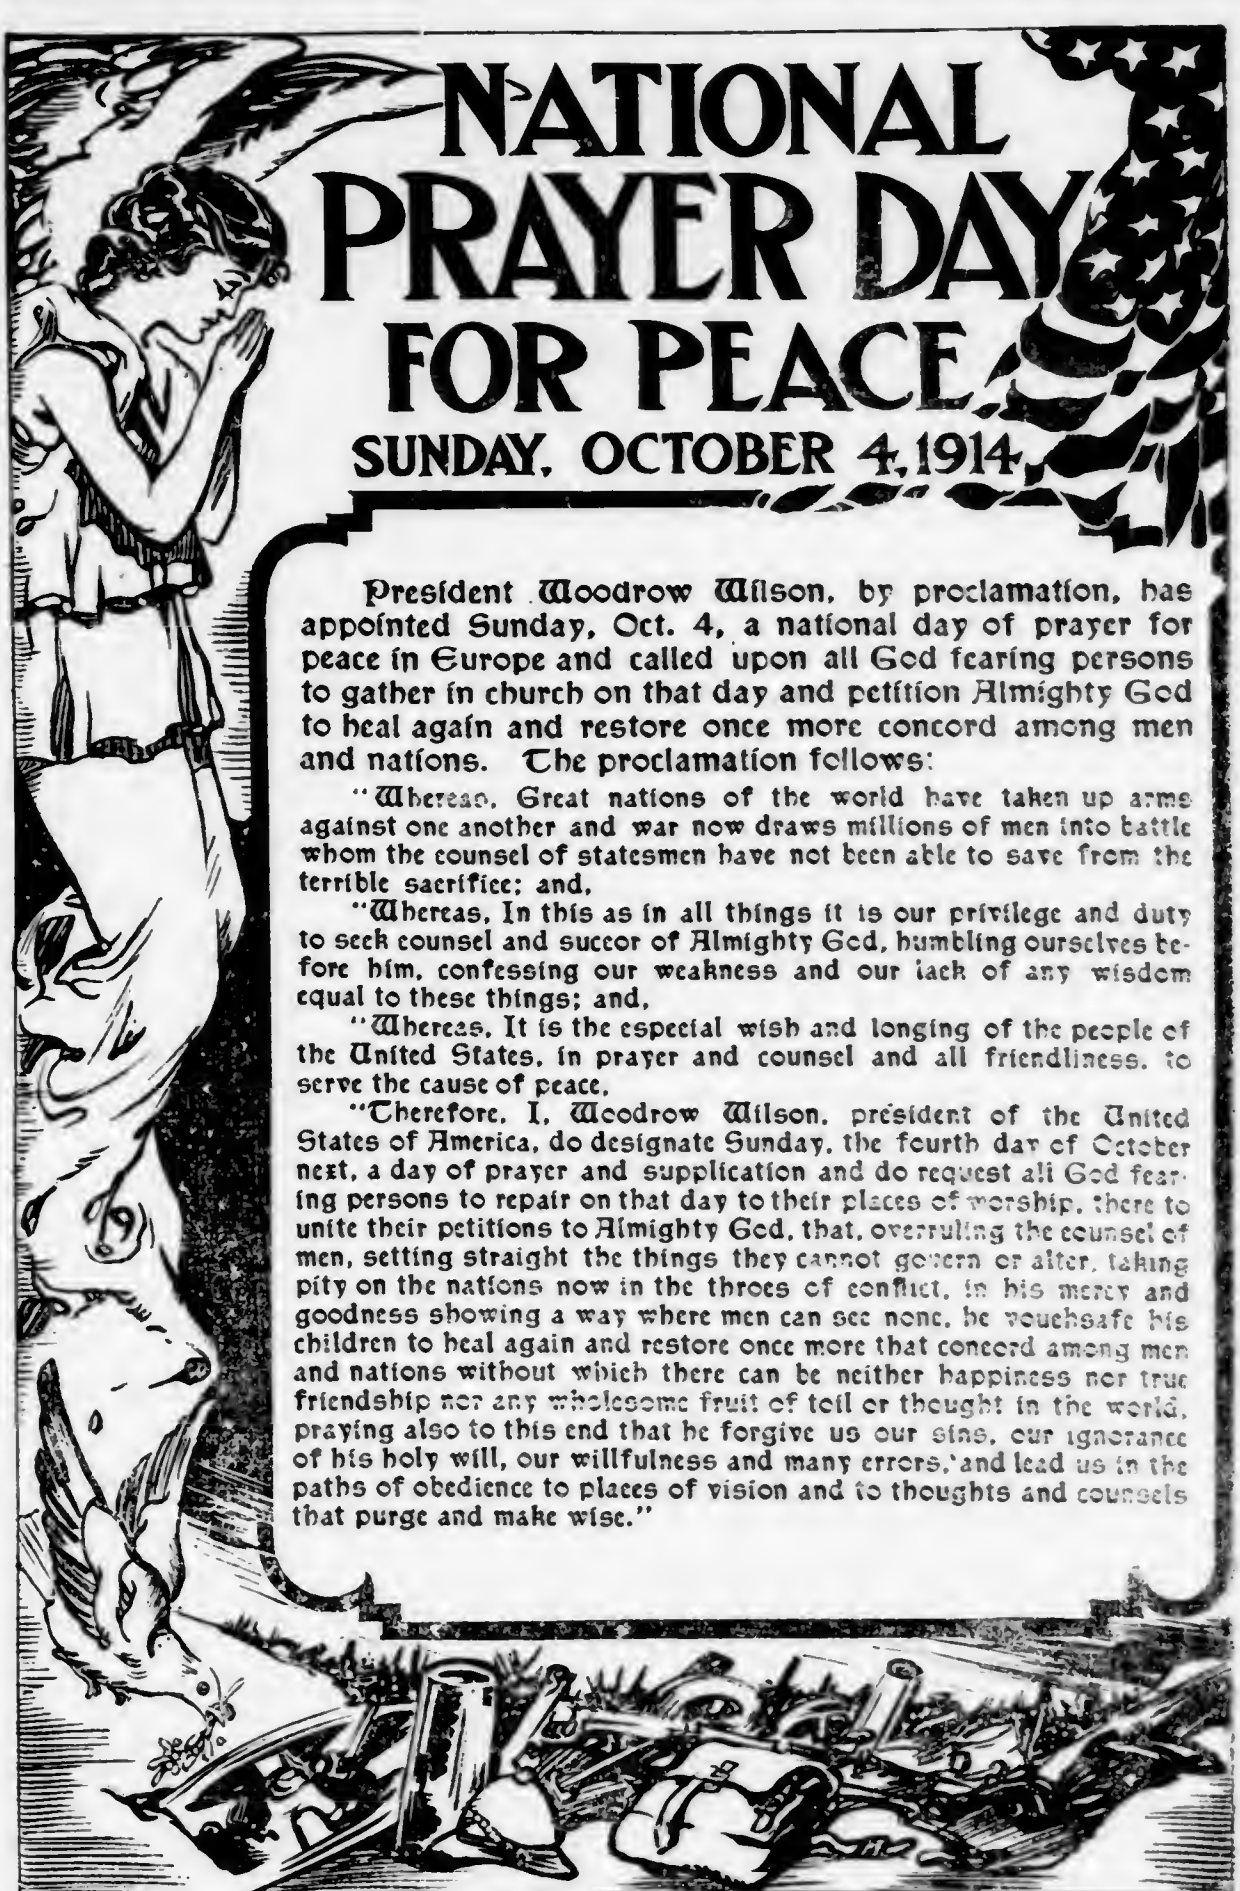 NATIONAL
PRAYER DAY
FOR PEACE
SUNDAY, OCTOBER 4, 1914
President Woodrow Wilson, by proclamation, has
appointed Sunday, Oct. 4, a national day of prayer for
peace in Europe and called upon all God fearing persons
to gather in church on that day and petition Almighty God
to heal again and restore once more concord among men
and nations. The proclamation follows:
"Whereas, Great nations of the world have taken up arms
against one another and war now draws millions of men into battle
whom the counsel of statesmen have not been able to save from the
terrible sacrifice; and,
"Whereas, In this as in all things it is our privilege and duty
to seek counsel and succor of Almighty God, humbling ourselves be-
fore him, confessing our weakness and our lack of any wisdom
equal to these things; and,
"Whereas, It is the especial wish and longing of the people of
the United States, in prayer and counsel and all friendliness, to
serve the cause of peace,
"Therefore, I, Woodrow Wilson, president of the United
States of America, do designate Sunday, the fourth day of October
next, a day of prayer and supplication and do request all God fear-
ing persons to repair on that day to their places of worship, there to
unite their petitions to Almighty God, that, overruling the counsel of
men, setting straight the things they cannot govern or alter, taking
pity on the nations now in the throes of conflict, in his mercy and
goodness showing a way where men can see none, he vouchsafe his
children to heal again and restore once more that concord among men
and nations without which there can be neither happiness nor true
friendship nor any wholesome fruit of toil or thought in the world,
praying also to this end that he forgive us our sins, our ignorance
of his holy will, our willfulness and many errors, and lead us in the
paths of obedience to places of vision and to thoughts and counsels
that purge and make wise."